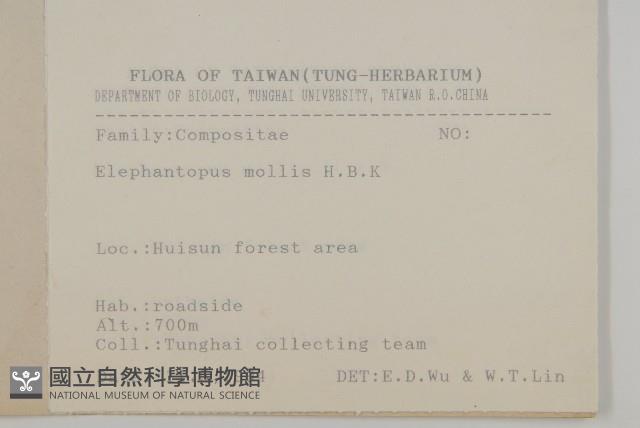 FLORA OF TAIWAN(TUNG-HERBARIUM)
DEPARTMENT OF BIOLOGY, TUNGHAI UNIVERSITY, TAIWAN R.O.CHINA
Family:Compositae NO:
Elephantopus mollis H.B.K
Loc.:Huisun forest area
Hab.:roadside
Alt.:700m
Coll.:Tunghai collecting team
DET:E.D.Wu & W.T.Lin
國立自然科學博物館
NATIONAL MUSEUM OF NATURAL SCIENCE